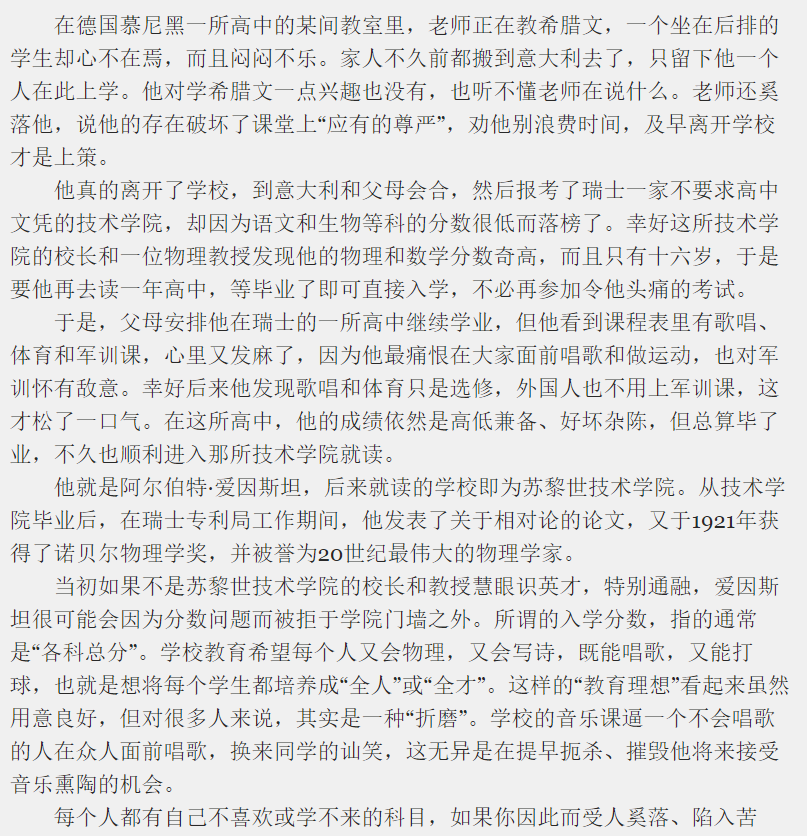 在德国慕尼黑一所高中的某间教室里，老师正在教希腊文，一个坐在后排的
学生却心不在焉，而且闷闷不乐。家人不久前都搬到意大利去了，只留下他一个
人在此上学。他对学希腊文一点兴趣也没有，也听不懂老师在说什么。老师还奚
落他，说他的存在破坏了课堂上“应有的尊严”，劝他别浪费时间，及早离开学校
才是上策。
他真的离开了学校，到意大利和父母会合，然后报考了瑞士一家不要求高中
文凭的技术学院，却因为语文和生物等科的分数很低而落榜了。幸好这所技术学
院的校长和一位物理教授发现他的物理和数学分数奇高，而且只有十六岁，于是
要他再去读一年高中，等毕业了即可直接入学，不必再参加令他头痛的考试。
于是，父母安排他在瑞士的一所高中继续学业，但他看到课程表里有歌唱、
体育和军训课，心里又发麻了，因为他最痛恨在大家面前唱歌和做运动，也对军
训怀有敌意。幸好后来他发现歌唱和体育只是选修，外国人也不用上军训课，这
才松了一口气。在这所高中，他的成绩依然是高低兼备、好坏杂陈，但总算毕了
业，不久也顺利进入那所技术学院就读。
他就是阿尔伯特·爱因斯坦，后来就读的学校即为苏黎世技术学院。从技术学
院毕业后，在瑞士专利局工作期间，他发表了关于相对论的论文，又于1921年获
得了诺贝尔物理学奖，并被誉为20世纪最伟大的物理学家。
当初如果不是苏黎世技术学院的校长和教授慧眼识英才，特别通融，爱因斯
坦很可能会因为分数问题而被拒于学院门墙之外。所谓的入学分数，指的通常
是“各科总分”。学校教育希望每个人又会物理，又会写诗，既能唱歌，又能打
球，也就是想将每个学生都培养成“全人”或“全才”。这样的“教育理想”看起来虽然
用意良好，但对很多人来说，其实是一种“折磨”。学校的音乐课逼一个不会唱歌
的人在众人面前唱歌，换来同学的讪笑，这无异是在提早扼杀、摧毁他将来接受
音乐熏陶的机会。
每个人都有自己不喜欢或学不来的科目，如果你因此而受人奚落、陷入苦